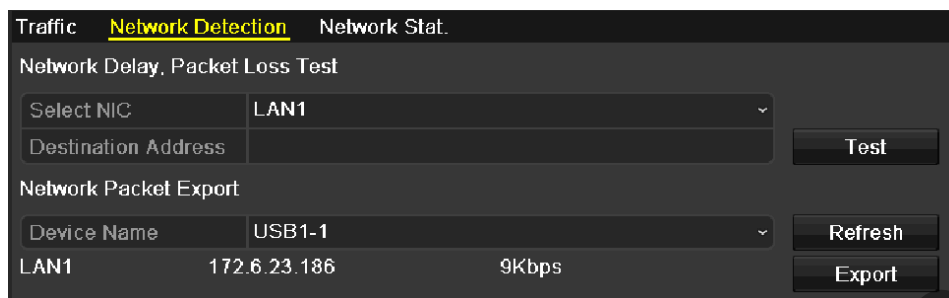 Traffic Network Detection Network Stat.
Network Delay, Packet Loss Test
Select NIC LAN1
Destination Address Test
Network Packet Export
Device Name USB1-1 Refresh
LAN1 172.6.23.186 9Kbps Export